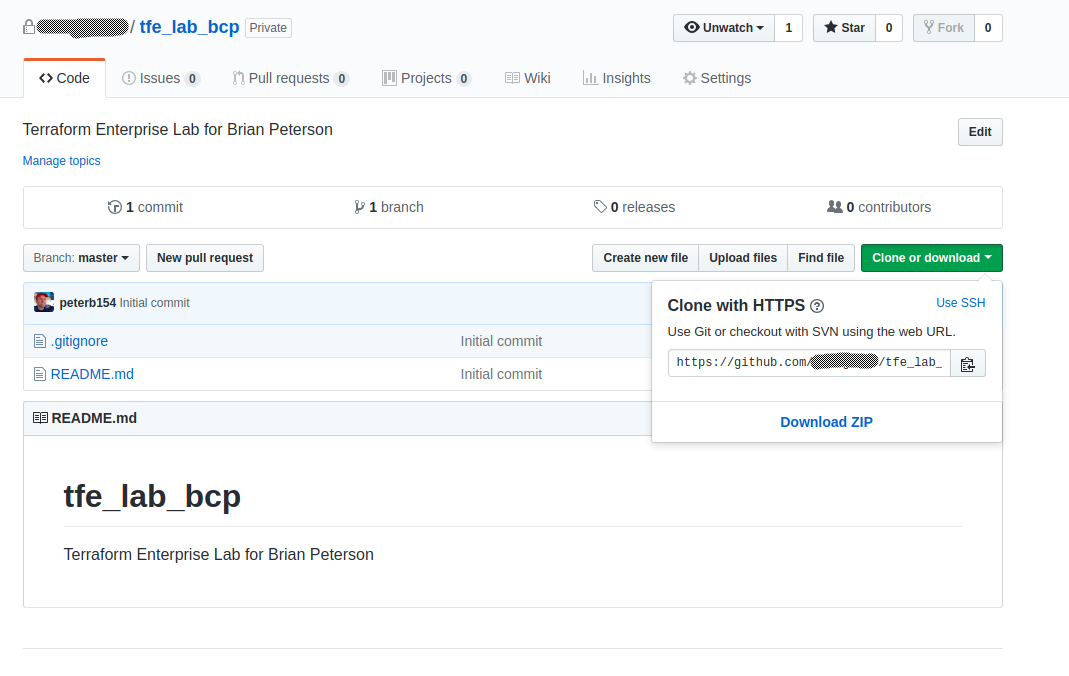 / tfe_lab_bcp Private Unwatch 1 Star 0 Fork 0
Code Issues 0 Pull requests 0 Projects 0 Wiki Insights Settings
Terraform Enterprise Lab for Brian Peterson Edit
Manage topics
1 commit 1 branch 0 releases 0 contributors
Branch: master New pull request Create new file Upload files Find file Clone or download
peterb154 Initial commit
.gitignore Initial commit
README.md Initial commit
Clone with HTTPS ? Use SSH
Use Git or checkout with SVN using the web URL.
https://github.com/ /tfe_lab_
Download ZIP
README.md
tfe_lab_bcp
Terraform Enterprise Lab for Brian Peterson